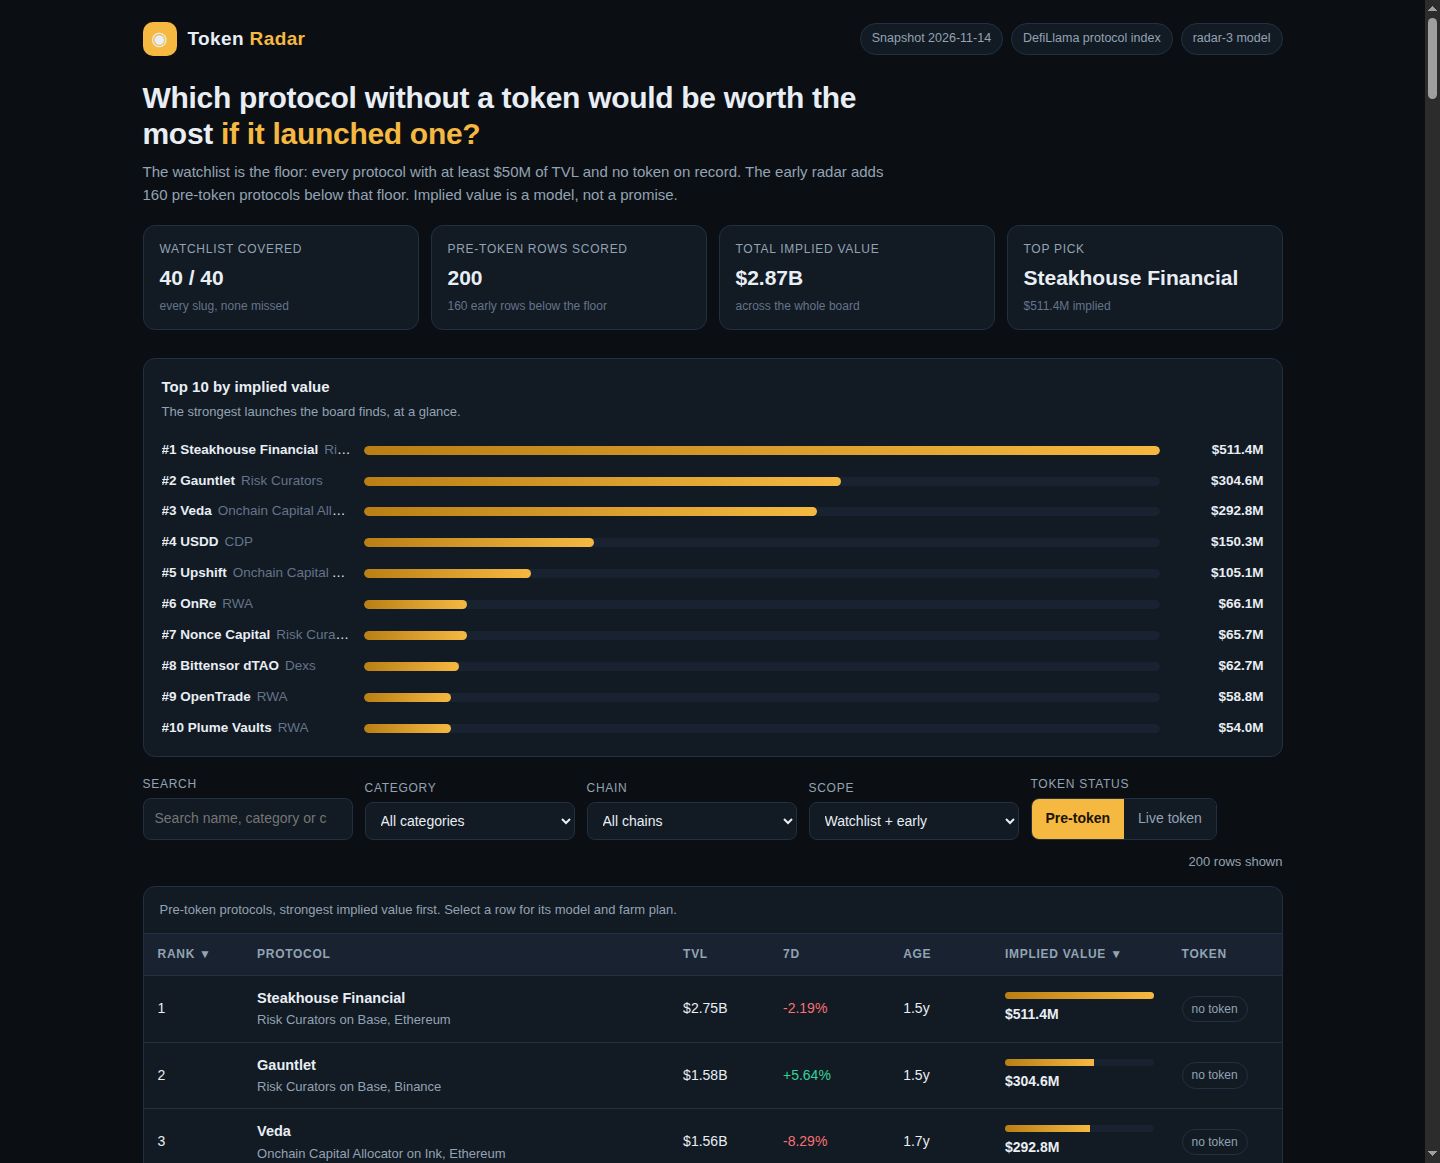 Token Radar
Snapshot 2026-11-14
DefiLlama protocol index
radar-3 model
Which protocol without a token would be worth the
most if it launched one?
The watchlist is the floor: every protocol with at least $50M of TVL and no token on record. The early radar adds
160 pre-token protocols below that floor. Implied value is a model, not a promise.
WATCHLIST COVERED
40 / 40
every slug, none missed
PRE-TOKEN ROWS SCORED
200
160 early rows below the floor
TOTAL IMPLIED VALUE
$2.87B
across the whole board
TOP PICK
Steakhouse Financial
$511.4M implied
Top 10 by implied value
The strongest launches the board finds, at a glance.
#1 Steakhouse Financial Ri… $511.4M
#2 Gauntlet Risk Curators $304.6M
#3 Veda Onchain Capital All… $292.8M
#4 USDD CDP $150.3M
#5 Upshift Onchain Capital … $105.1M
#6 OnRe RWA $66.1M
#7 Nonce Capital Risk Cura… $65.7M
#8 Bittensor dTAO Dexs $62.7M
#9 OpenTrade RWA $58.8M
#10 Plume Vaults RWA $54.0M
SEARCH
Search name, category or c
CATEGORY
All categories
CHAIN
All chains
SCOPE
Watchlist + early
TOKEN STATUS
Pre-token Live token
200 rows shown
Pre-token protocols, strongest implied value first. Select a row for its model and farm plan.
RANK ▼ PROTOCOL TVL 7D AGE IMPLIED VALUE ▼ TOKEN
1 Steakhouse Financial $2.75B -2.19% 1.5y $511.4M no token
Risk Curators on Base, Ethereum
2 Gauntlet $1.58B +5.64% 1.5y $304.6M no token
Risk Curators on Base, Binance
3 Veda $1.56B -8.29% 1.7y $292.8M no token
Onchain Capital Allocator on Ink, Ethereum